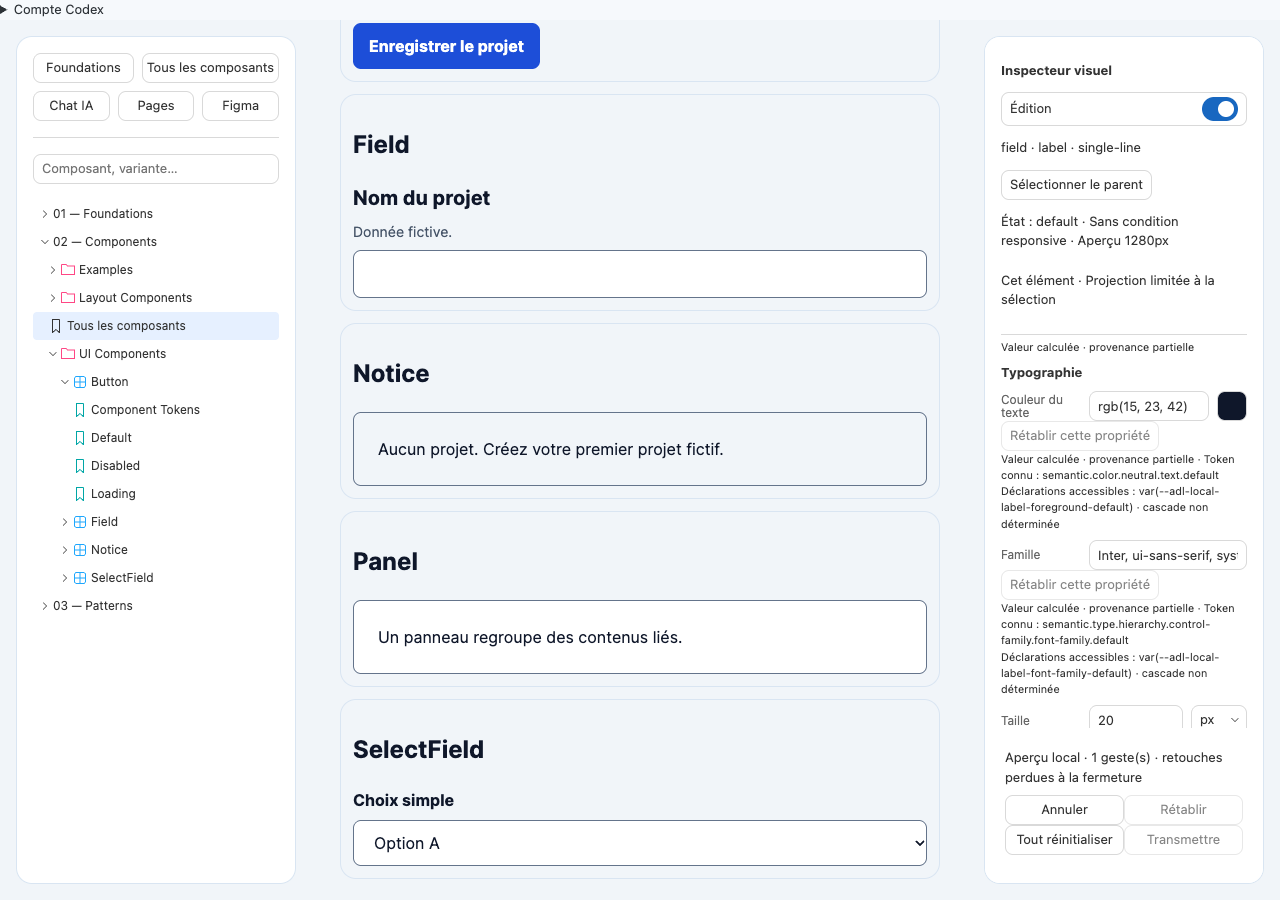 Compte Codex
Foundations
Tous les composants
Chat IA
Pages
Figma
Composant, variante...
01 — Foundations
02 — Components
Examples
Layout Components
Tous les composants
UI Components
Button
Component Tokens
Default
Disabled
Loading
Field
Notice
SelectField
03 — Patterns
Enregistrer le projet
Field
Nom du projet
Donnée fictive.
Notice
Aucun projet. Créez votre premier projet fictif.
Panel
Un panneau regroupe des contenus liés.
SelectField
Choix simple
Option A
Inspecteur visuel
Édition
field · label · single-line
Sélectionner le parent
État : default · Sans condition
responsive · Aperçu 1280px
Cet élément · Projection limitée à la
sélection
Valeur calculée · provenance partielle
Typographie
Couleur du
texte
rgb(15, 23, 42)
Rétablir cette propriété
Valeur calculée · provenance partielle · Token
connu : semantic.color.neutral.text.default
Déclarations accessibles : var(--adl-local-
label-foreground-default) · cascade non
déterminée
Famille
Inter, ui-sans-serif, sys
Rétablir cette propriété
Valeur calculée · provenance partielle · Token
connu : semantic.type.hierarchy.control-
family.font-family.default
Déclarations accessibles : var(--adl-local-
label-font-family-default) · cascade non
déterminée
Taille
20
px
Aperçu local · 1 geste(s) · retouches
perdues à la fermeture
Annuler
Rétablir
Tout réinitialiser
Transmettre